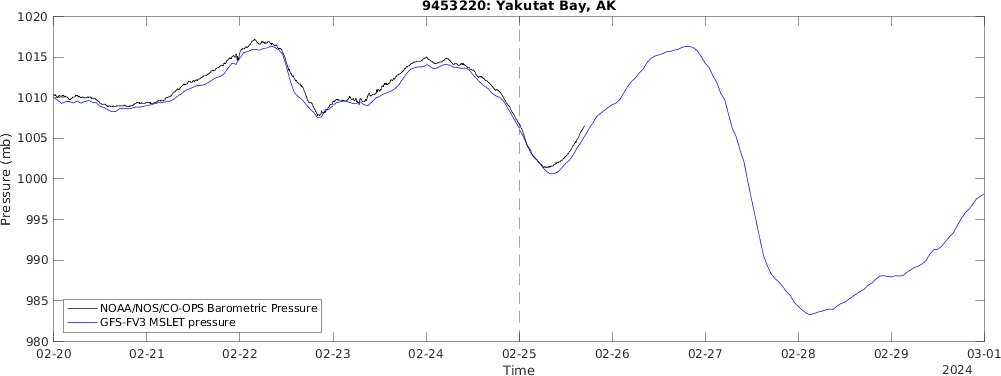 9453220: Yakutat Bay, AK
1020
1015
1010
1005
1000
995
990
985
980
Pressure (mb)
NOAA/NOS/CO-OPS Barometric Pressure
GFS-FV3 MSLET pressure
02-20 02-21 02-22 02-23 02-24 02-25 02-26 02-27 02-28 02-29 03-01
Time
2024